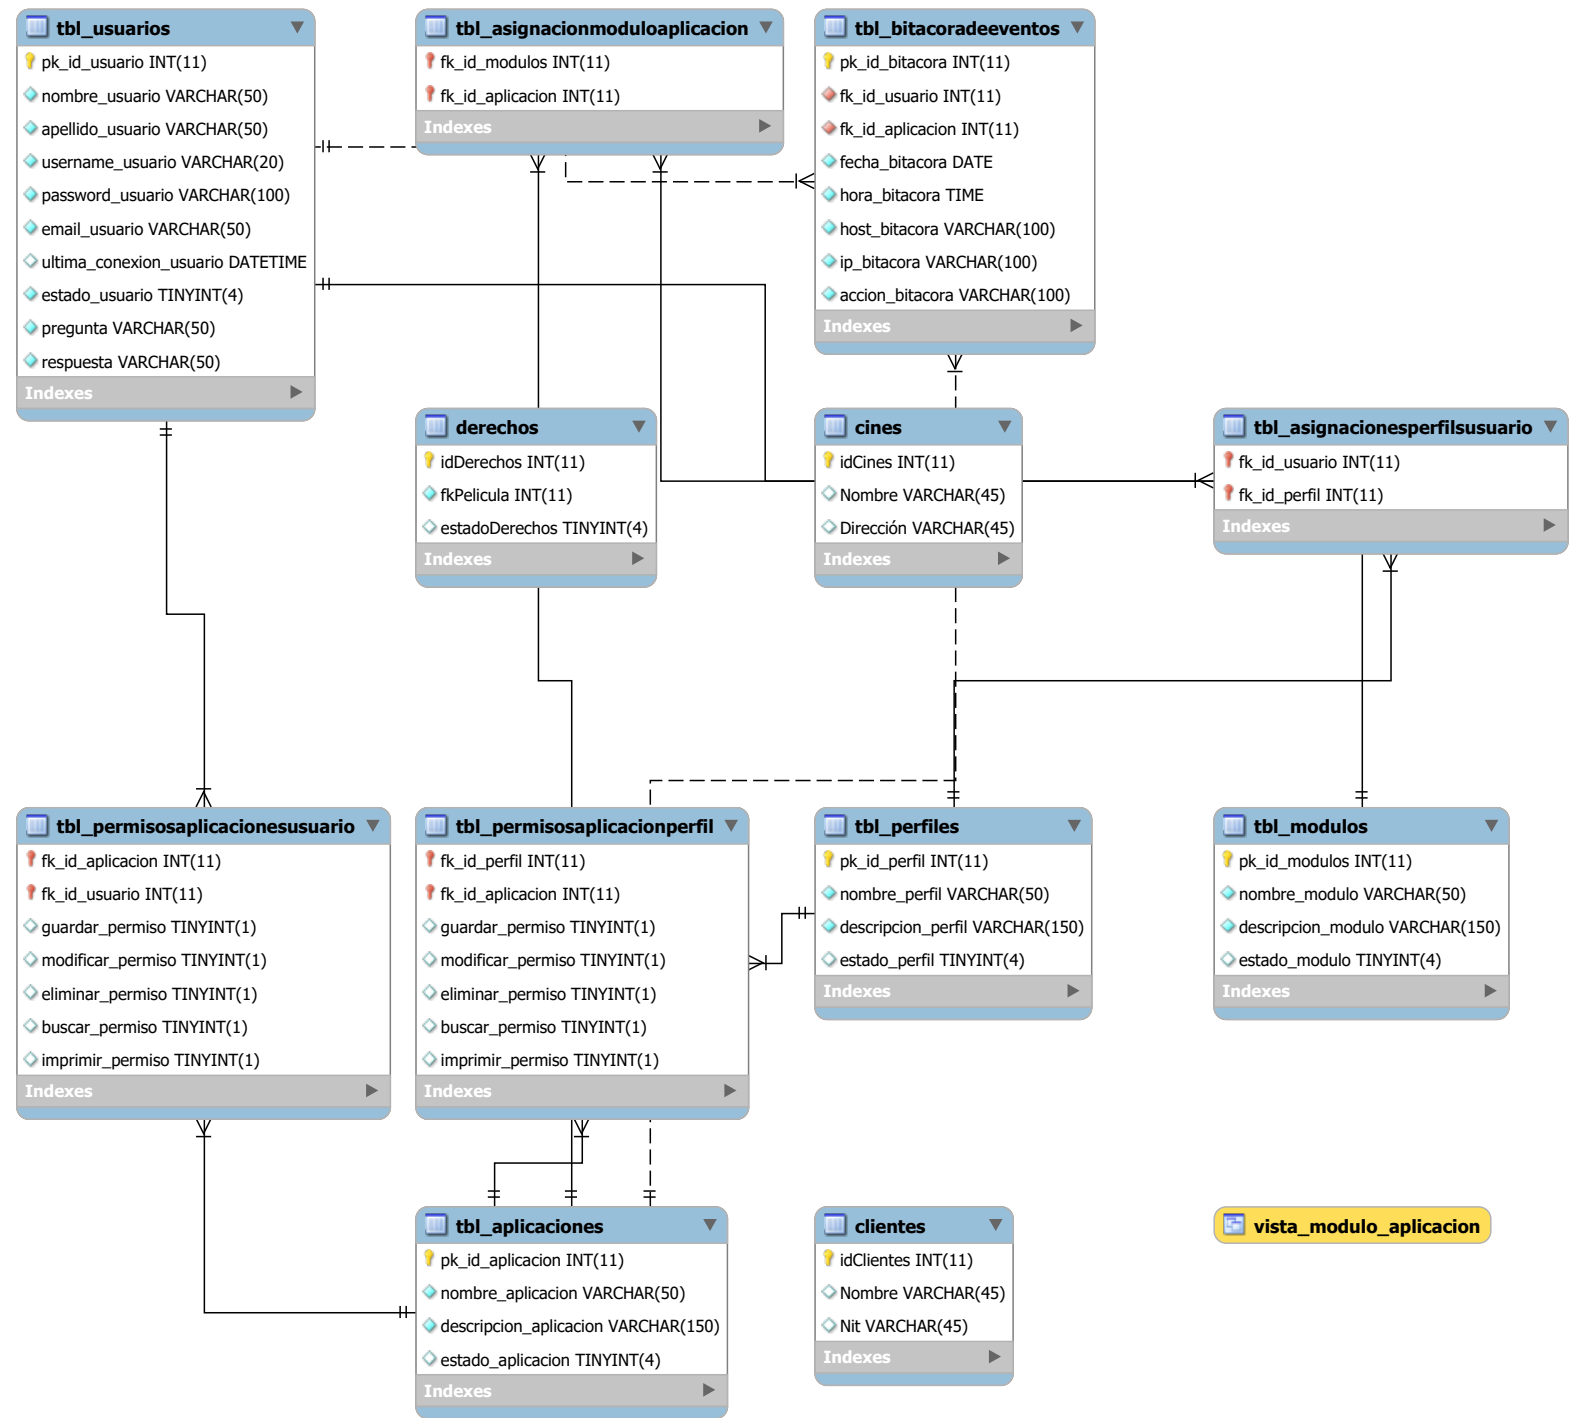 tbl_usuarios
pk_id_usuario INT(11)
nombre_usuario VARCHAR(50)
apellido_usuario VARCHAR(50)
username_usuario VARCHAR(20)
password_usuario VARCHAR(100)
email_usuario VARCHAR(50)
ultima_conexion_usuario DATETIME
estado_usuario TINYINT(4)
pregunta VARCHAR(50)
respuesta VARCHAR(50)
Indexes
tbl_asignacionmoduloaplicacion
fk_id_modulos INT(11)
fk_id_aplicacion INT(11)
Indexes
tbl_bitacoradeeventos
pk_id_bitacora INT(11)
fk_id_usuario INT(11)
fk_id_aplicacion INT(11)
fecha_bitacora DATE
hora_bitacora TIME
host_bitacora VARCHAR(100)
ip_bitacora VARCHAR(100)
accion_bitacora VARCHAR(100)
Indexes
derechos
idDerechos INT(11)
fkPelicula INT(11)
estadoDerechos TINYINT(4)
Indexes
cines
idCines INT(11)
Nombre VARCHAR(45)
Dirección VARCHAR(45)
Indexes
tbl_asignacionesperfilsusuario
fk_id_usuario INT(11)
fk_id_perfil INT(11)
Indexes
tbl_permisosaplicacionesusuario
fk_id_aplicacion INT(11)
fk_id_usuario INT(11)
guardar_permiso TINYINT(1)
modificar_permiso TINYINT(1)
eliminar_permiso TINYINT(1)
buscar_permiso TINYINT(1)
imprimir_permiso TINYINT(1)
Indexes
tbl_permisosaplicacionperfil
fk_id_perfil INT(11)
fk_id_aplicacion INT(11)
guardar_permiso TINYINT(1)
modificar_permiso TINYINT(1)
eliminar_permiso TINYINT(1)
buscar_permiso TINYINT(1)
imprimir_permiso TINYINT(1)
Indexes
tbl_perfiles
pk_id_perfil INT(11)
nombre_perfil VARCHAR(50)
descripcion_perfil VARCHAR(150)
estado_perfil TINYINT(4)
Indexes
tbl_modulos
pk_id_modulos INT(11)
nombre_modulo VARCHAR(50)
descripcion_modulo VARCHAR(150)
estado_modulo TINYINT(4)
Indexes
tbl_aplicaciones
pk_id_aplicacion INT(11)
nombre_aplicacion VARCHAR(50)
descripcion_aplicacion VARCHAR(150)
estado_aplicacion TINYINT(4)
Indexes
clientes
idClientes INT(11)
Nombre VARCHAR(45)
Nit VARCHAR(45)
Indexes
vista_modulo_aplicacion